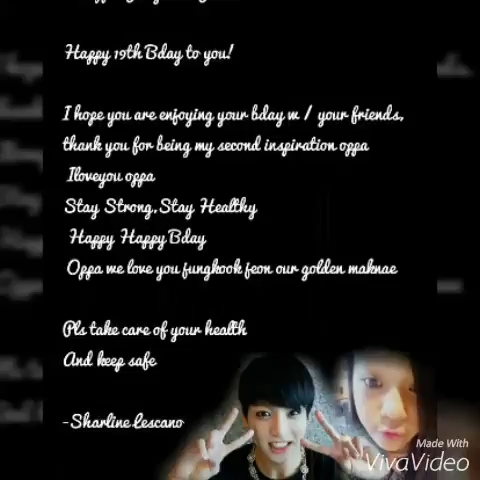 Happy 19th Bday to you!
I hope you are enjoying your bday w / your friends,
thank you for being my second inspiration oppa
Iloveyou oppa
Stay Strong,Stay Healthy
Happy Happy Bday
Oppa we love you jungkook jeon our golden maknae
Pls take care of your health
And keep safe
-Sharline Lescano
Made With
VivaVideo